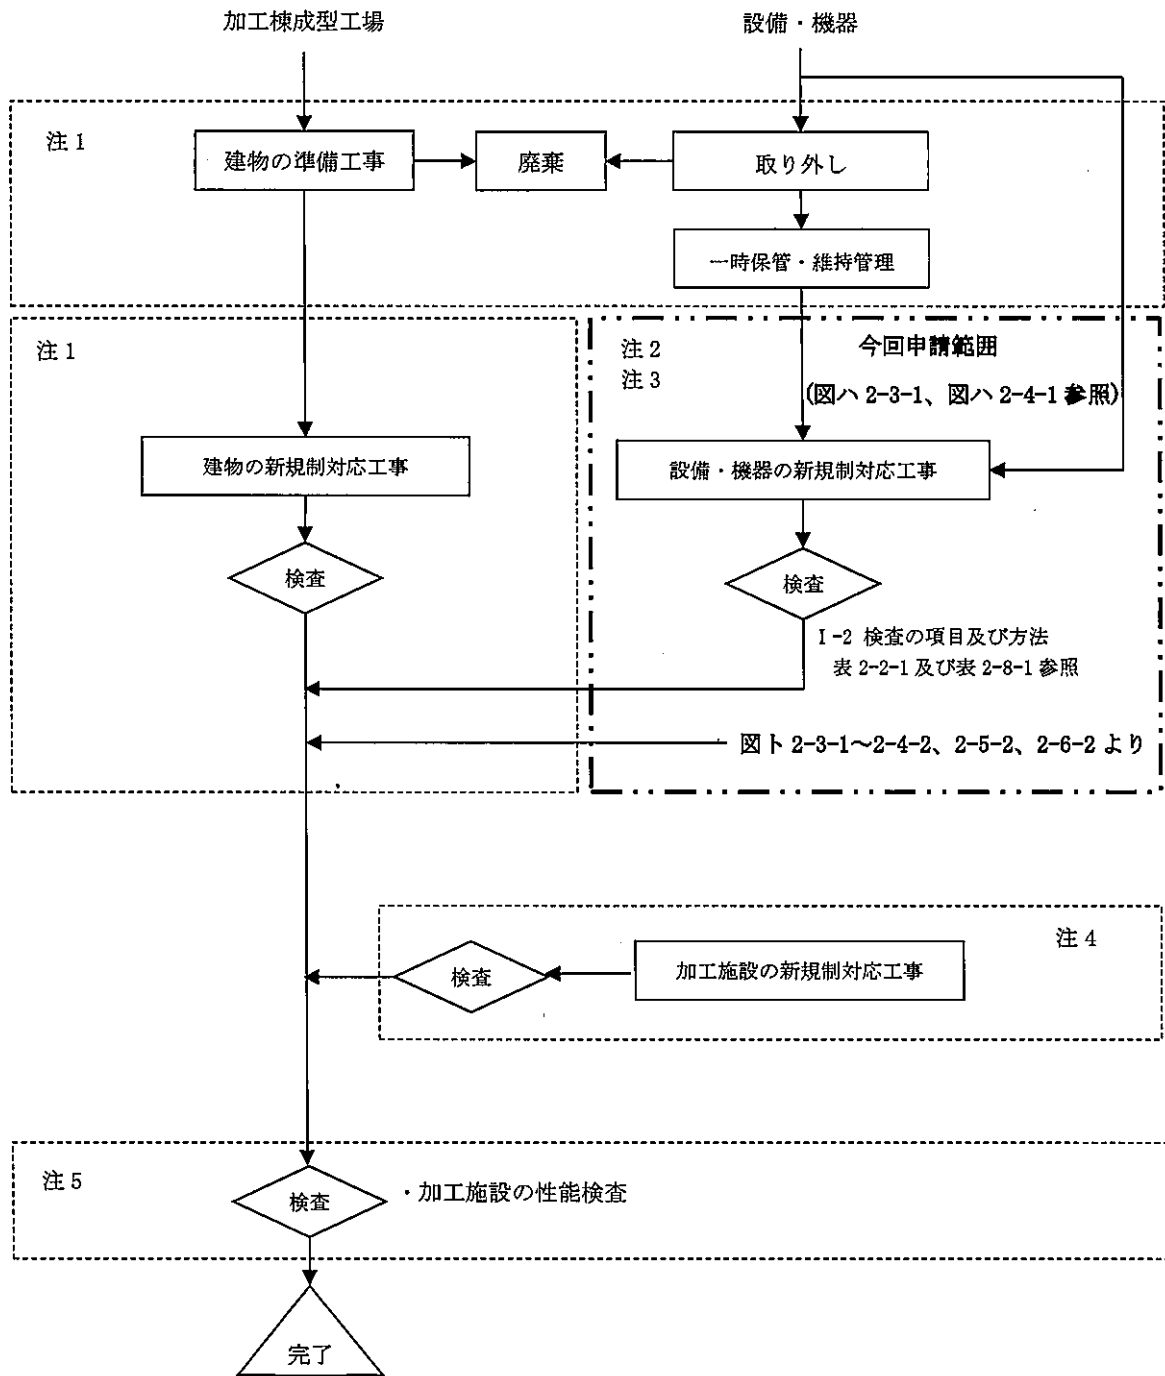 加工棟成型工場
設備・機器
注1
建物の準備工事
廃棄
取り外し
一時保管・維持管理
注1
建物の新規制対応工事
検査
注2
注3
今回申請範囲
(図ハ 2-3-1、図ハ 2-4-1 参照)
設備・機器の新規制対応工事
検査
Ⅰ-2 検査の項目及び方法
表 2-2-1 及び表 2-8-1 参照
図ト 2-3-1~2-4-2、2-5-2、2-6-2 より
注4
検査
加工施設の新規制対応工事
注5
検査
・加工施設の性能検査
完了